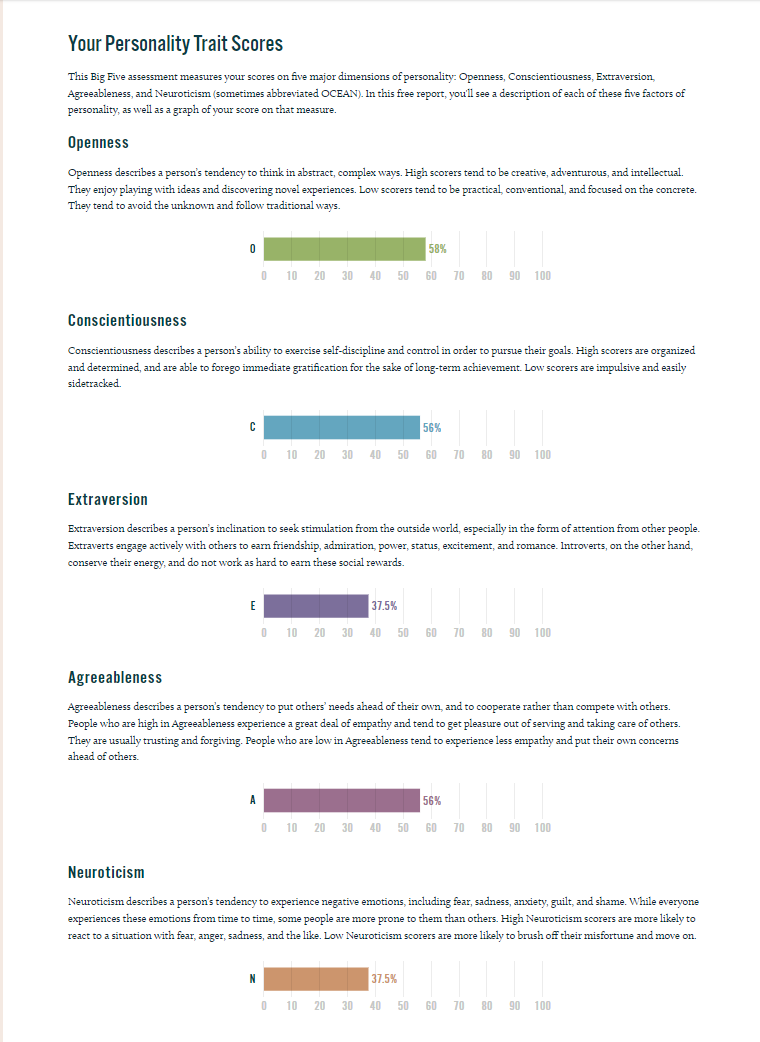 Your Personality Trait Scores
This Big Five assessment measures your scores on five major dimensions of personality: Openness, Conscientiousness, Extraversion,
Agreeableness, and Neuroticism (sometimes abbreviated OCEAN). In this free report, you'll see a description of each of these five factors of
personality, as well as a graph of your score on that measure.
Openness
Openness describes a person's tendency to think in abstract, complex ways. High scorers tend to be creative, adventurous, and intellectual.
They enjoy playing with ideas and discovering novel experiences. Low scorers tend to be practical, conventional, and focused on the concrete.
They tend to avoid the unknown and follow traditional ways.
O 58%
0 10 20 30 40 50 60 70 80 90 100
Conscientiousness
Conscientiousness describes a person's ability to exercise self-discipline and control in order to pursue their goals. High scorers are organized
and determined, and are able to forego immediate gratification for the sake of long-term achievement. Low scorers are impulsive and easily
sidetracked.
C 56%
0 10 20 30 40 50 60 70 80 90 100
Extraversion
Extraversion describes a person's inclination to seek stimulation from the outside world, especially in the form of attention from other people.
Extraverts engage actively with others to earn friendship, admiration, power, status, excitement, and romance. Introverts, on the other hand,
conserve their energy, and do not work as hard to earn these social rewards.
E 37.5%
0 10 20 30 40 50 60 70 80 90 100
Agreeableness
Agreeableness describes a person's tendency to put others' needs ahead of their own, and to cooperate rather than compete with others.
People who are high in Agreeableness experience a great deal of empathy and tend to get pleasure out of serving and taking care of others.
They are usually trusting and forgiving. People who are low in Agreeableness tend to experience less empathy and put their own concerns
ahead of others.
A 56%
0 10 20 30 40 50 60 70 80 90 100
Neuroticism
Neuroticism describes a person's tendency to experience negative emotions, including fear, sadness, anxiety, guilt, and shame. While everyone
experiences these emotions from time to time, some people are more prone to them than others. High Neuroticism scorers are more likely to
react to a situation with fear, anger, sadness, and the like. Low Neuroticism scorers are more likely to brush off their misfortune and move on.
N 37.5%
0 10 20 30 40 50 60 70 80 90 100